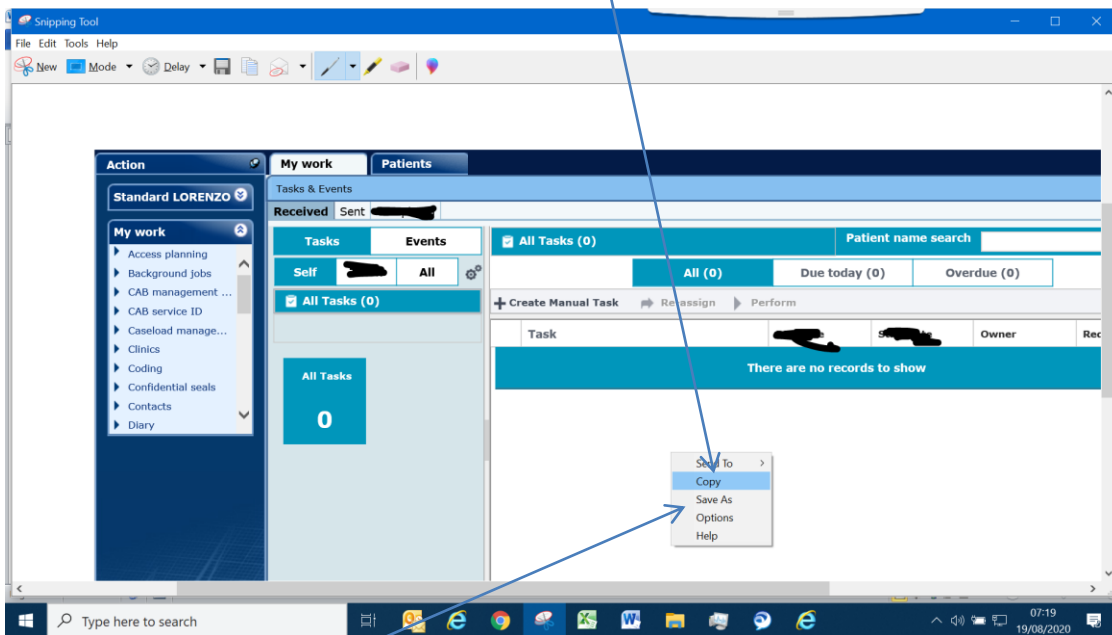 Snipping Tool
File Edit Tools Help
New Mode Delay
Action My work Patients
Standard LORENZO
Tasks & Events
Received Sent
My work
Access planning
Background jobs
CAB management ...
CAB service ID
Caseload manage...
Clinics
Coding
Confidential seals
Contacts
Diary
Tasks Events
Self All
All Tasks (0)
All Tasks
0
All Tasks (0) Patient name search
All (0) Due today (0) Overdue (0)
Create Manual Task Reassign Perform
Task Owner Rec
There are no records to show
Send To
Copy
Save As
Options
Help
Type here to search
07:19
19/08/2020